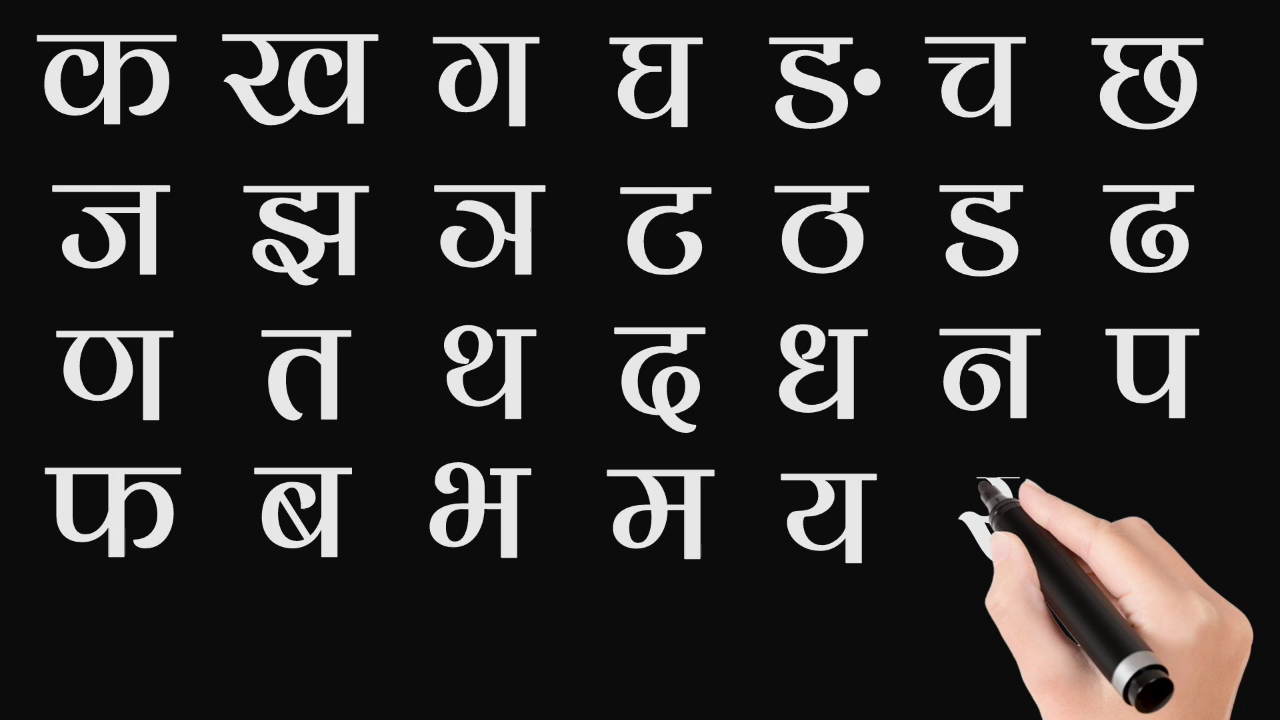 क ख ग घ ङ च छ
ज झ ञ ट ठ ड ढ
ण त थ द ध न प
फ ब भ म य